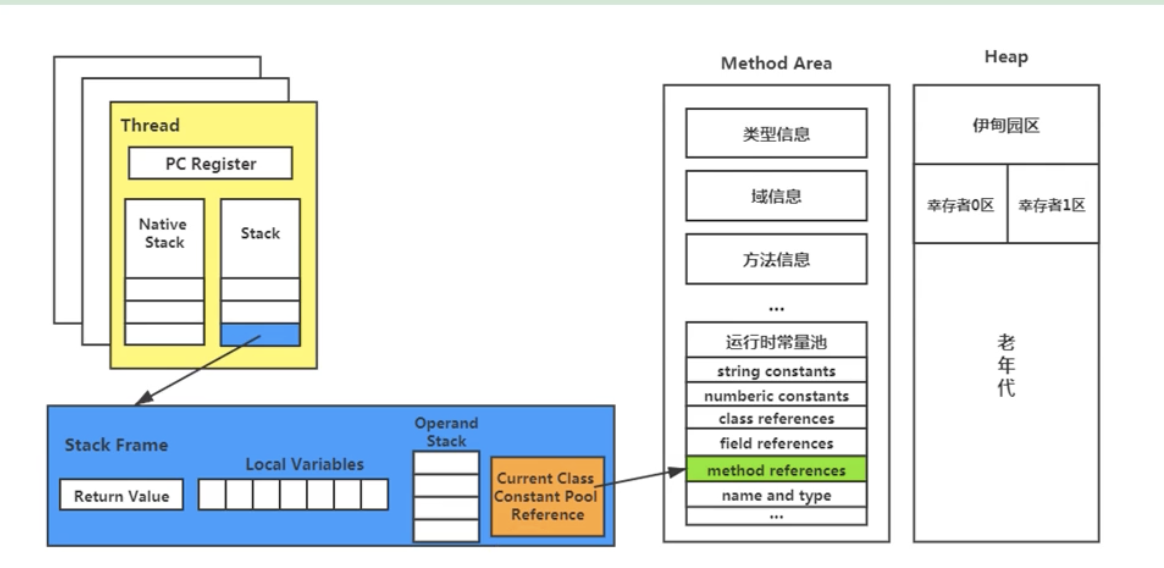 Thread
PC Register
Native
Stack
Stack
Stack Frame
Return Value
Local Variables
Operand
Stack
Current Class
Constant Pool
Reference
Method Area
类型信息
域信息
方法信息
...
运行时常量池
string constants
numberic constants
class references
field references
method references
name and type
...
Heap
伊甸园区
幸存者0区
幸存者1区
老
年
代